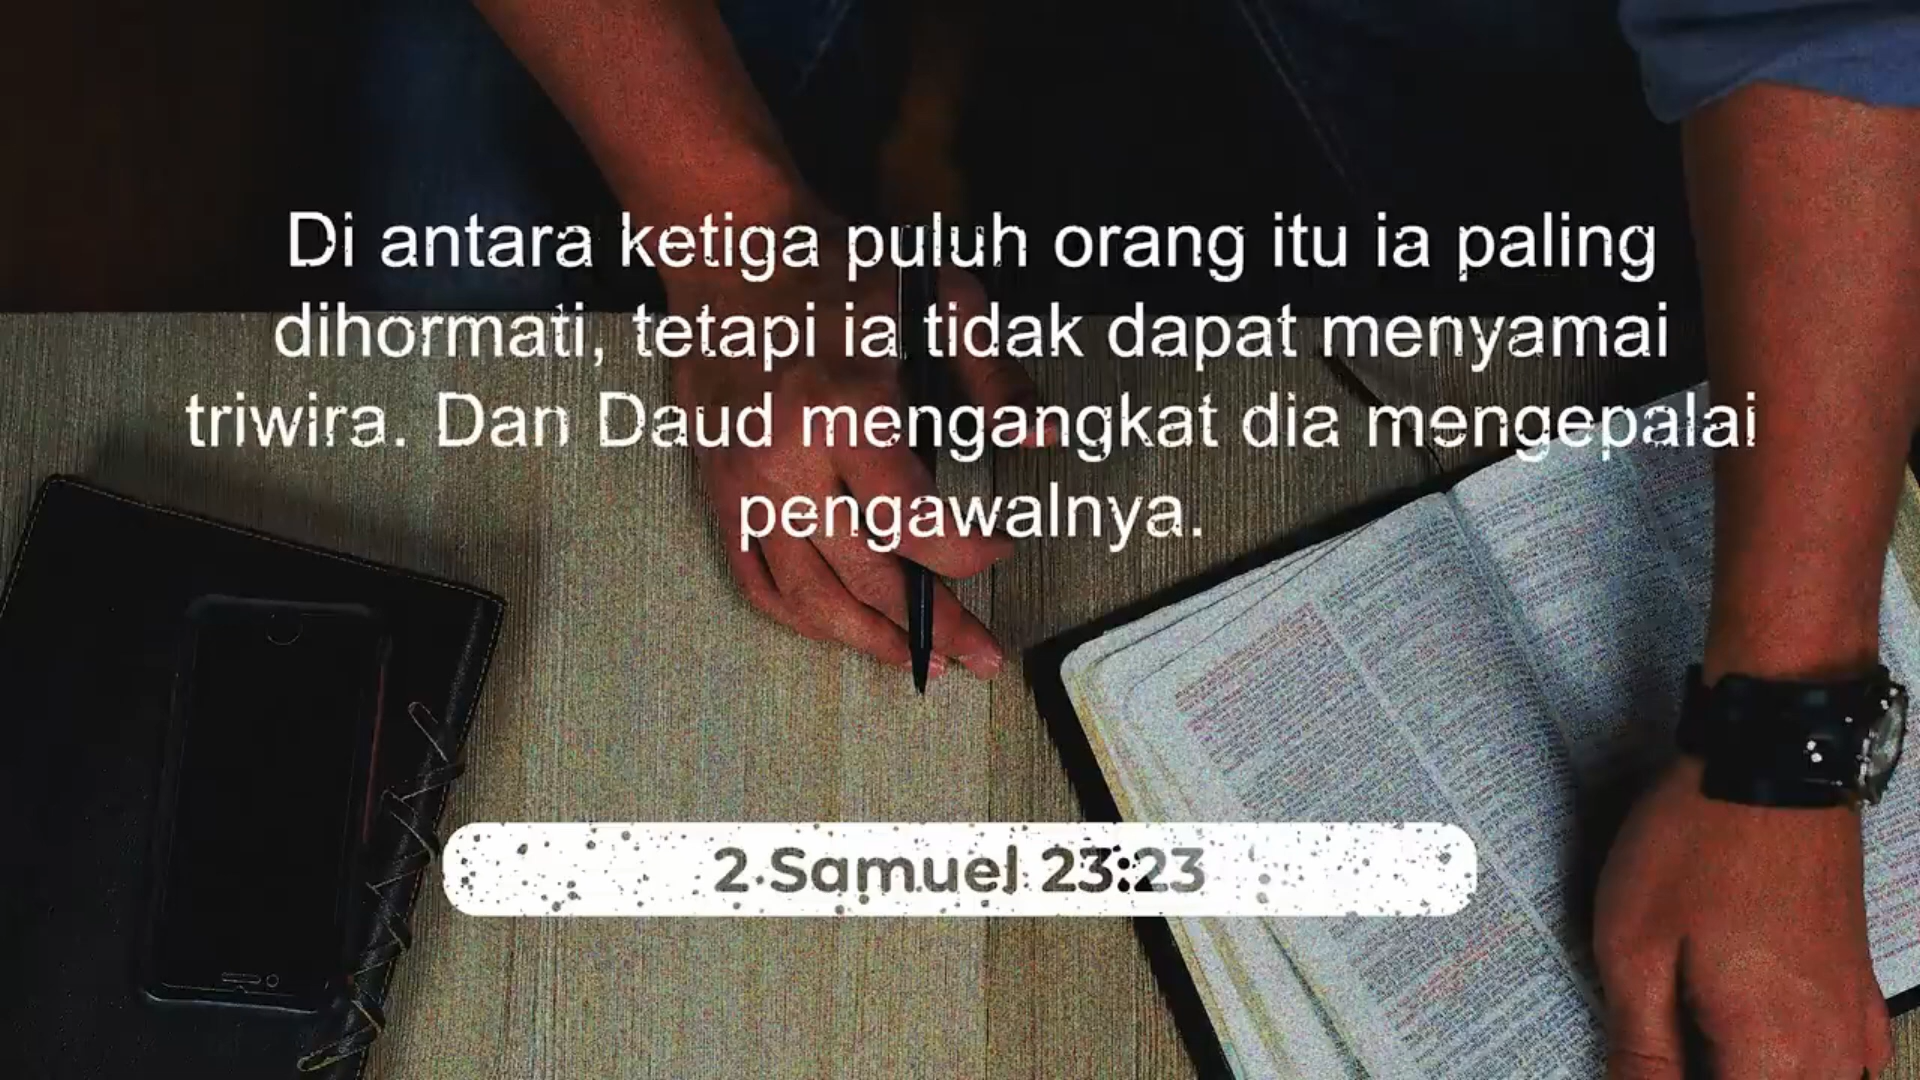 Di antara ketiga puluh orang itu ia paling
dihormati, tetapi ia tidak dapat menyamai
triwira. Dan Daud mengangkat dia mengepalai
pengawalnya.
2 Samuel 23:23